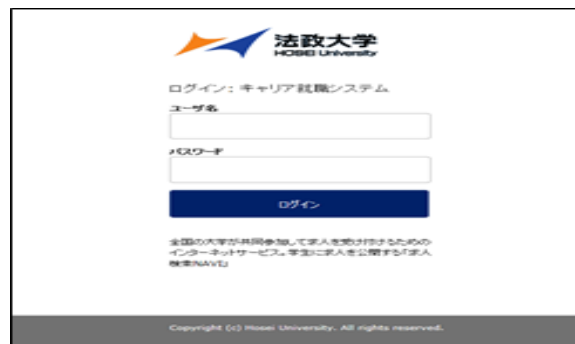 法政大学
HOSEI University
ログイン: キャリア就職システム
ユーザ名
パスワード
ログイン
全国の大学が共同参加して求人を受け付けるための
インターネットサービス。学生に求人を公開する「求人
検索NAVI」
Copyright (c) Hosei University. All rights reserved.